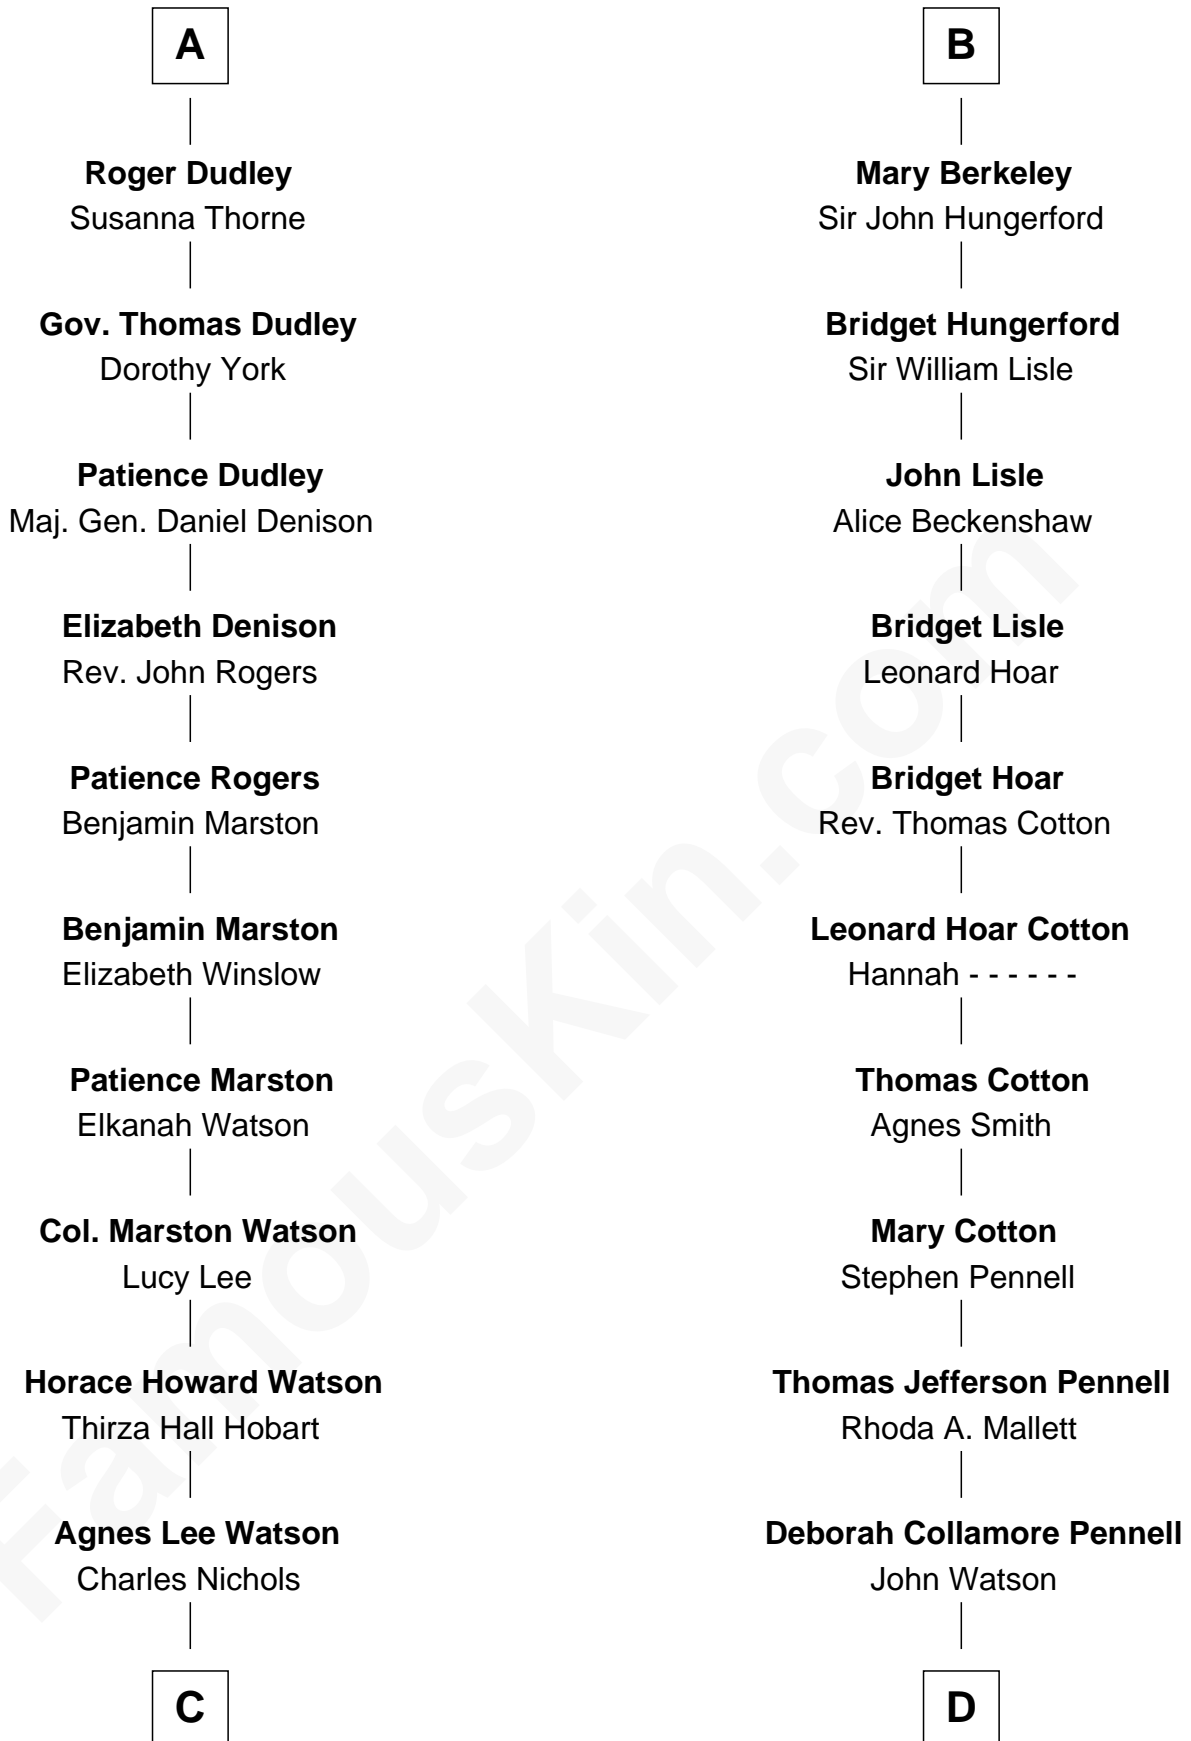 A
Roger Dudley
Susanna Thorne
Gov. Thomas Dudley
Dorothy York
Patience Dudley
Maj. Gen. Daniel Denison
Elizabeth Denison
Rev. John Rogers
Patience Rogers
Benjamin Marston
Benjamin Marston
Elizabeth Winslow
Patience Marston
Elkanah Watson
Col. Marston Watson
Lucy Lee
Horace Howard Watson
Thirza Hall Hobart
Agnes Lee Watson
Charles Nichols
C
B
Mary Berkeley
Sir John Hungerford
Bridget Hungerford
Sir William Lisle
John Lisle
Alice Beckenshaw
Bridget Lisle
Leonard Hoar
Bridget Hoar
Rev. Thomas Cotton
Leonard Hoar Cotton
Hannah - - - - - -
Thomas Cotton
Agnes Smith
Mary Cotton
Stephen Pennell
Thomas Jefferson Pennell
Rhoda A. Mallett
Deborah Collamore Pennell
John Watson
D
FamousKin.com